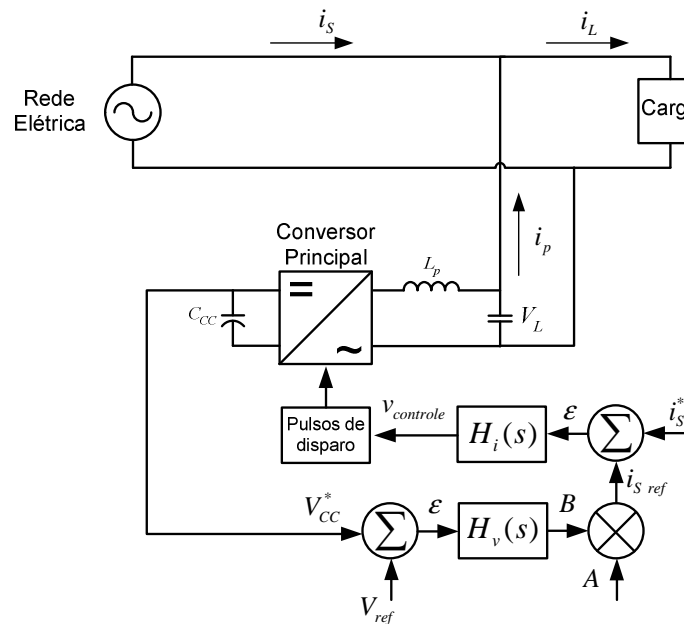 i_S
i_L
Rede
Elétrica
Carg
Conversor
Principal
i_p
L_p
=
C_CC
V_L
~
v_controle
i_S^*
Pulsos de
disparo
H_i(s)
ε
Σ
i_S ref
V_CC^*
ε
B
Σ
H_v(s)
A
V_ref